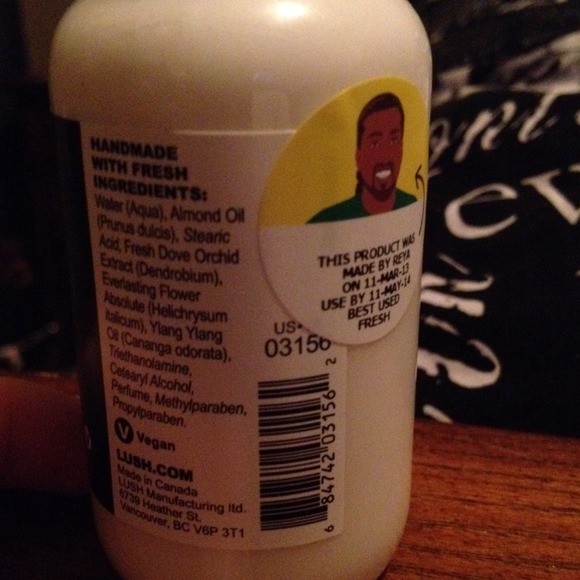 HANDMADE
WITH FRESH
INGREDIENTS:
Water (Aqua), Almond Oil
(Prunus dulcis), Stearic
Acid, Fresh Dove Orchid
Extract (Dendrobium),
Everlasting Flower
Absolute (Helichrysum
italicum), Ylang Ylang
Oil (Cananga odorata),
Triethanolamine,
Cetearyl Alcohol,
Perfume, Methylparaben,
Propylparaben.
V Vegan
LUSH.COM
Made in Canada
LUSH Manufacturing ltd.
6739 Heather St.
Vancouver, BC V6P 3T1
THIS PRODUCT WAS
MADE BY REYA
ON 11-MAR-13
USE BY 11-MAY-14
BEST USED
FRESH
US•
03156
6 84742 03156 2
ev